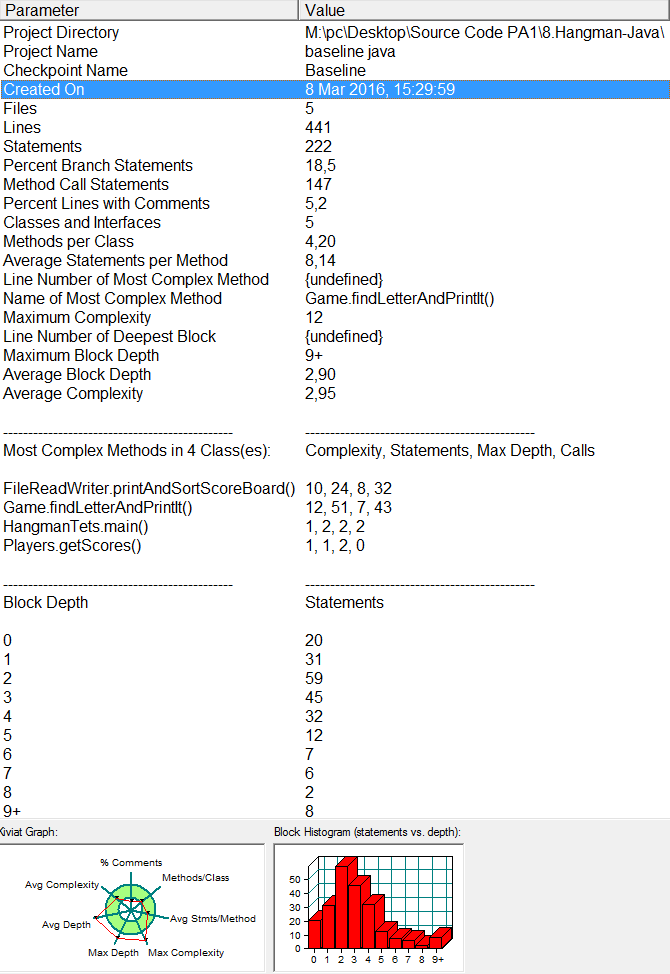 Parameter Value
Project Directory M:\pc\Desktop\Source Code PA1\8.Hangman-Java\
Project Name baseline java
Checkpoint Name Baseline
Created On 8 Mar 2016, 15:29:59
Files 5
Lines 441
Statements 222
Percent Branch Statements 18,5
Method Call Statements 147
Percent Lines with Comments 5,2
Classes and Interfaces 5
Methods per Class 4,20
Average Statements per Method 8,14
Line Number of Most Complex Method {undefined}
Name of Most Complex Method Game.findLetterAndPrintIt()
Maximum Complexity 12
Line Number of Deepest Block {undefined}
Maximum Block Depth 9+
Average Block Depth 2,90
Average Complexity 2,95
---------------------------------------------- ----------------------------------------------
Most Complex Methods in 4 Class(es): Complexity, Statements, Max Depth, Calls
FileReadWriter.printAndSortScoreBoard() 10, 24, 8, 32
Game.findLetterAndPrintIt() 12, 51, 7, 43
HangmanTets.main() 1, 2, 2, 2
Players.getScores() 1, 1, 2, 0
---------------------------------------------- ----------------------------------------------
Block Depth Statements
0 20
1 31
2 59
3 45
4 32
5 12
6 7
7 6
8 2
9+ 8
Kiviat Graph: Block Histogram (statements vs. depth):
% Comments
Methods/Class
Avg Complexity
Avg Stmts/Method
Avg Depth
Max Depth Max Complexity
50
40
30
20
10
0
0 1 2 3 4 5 6 7 8 9+